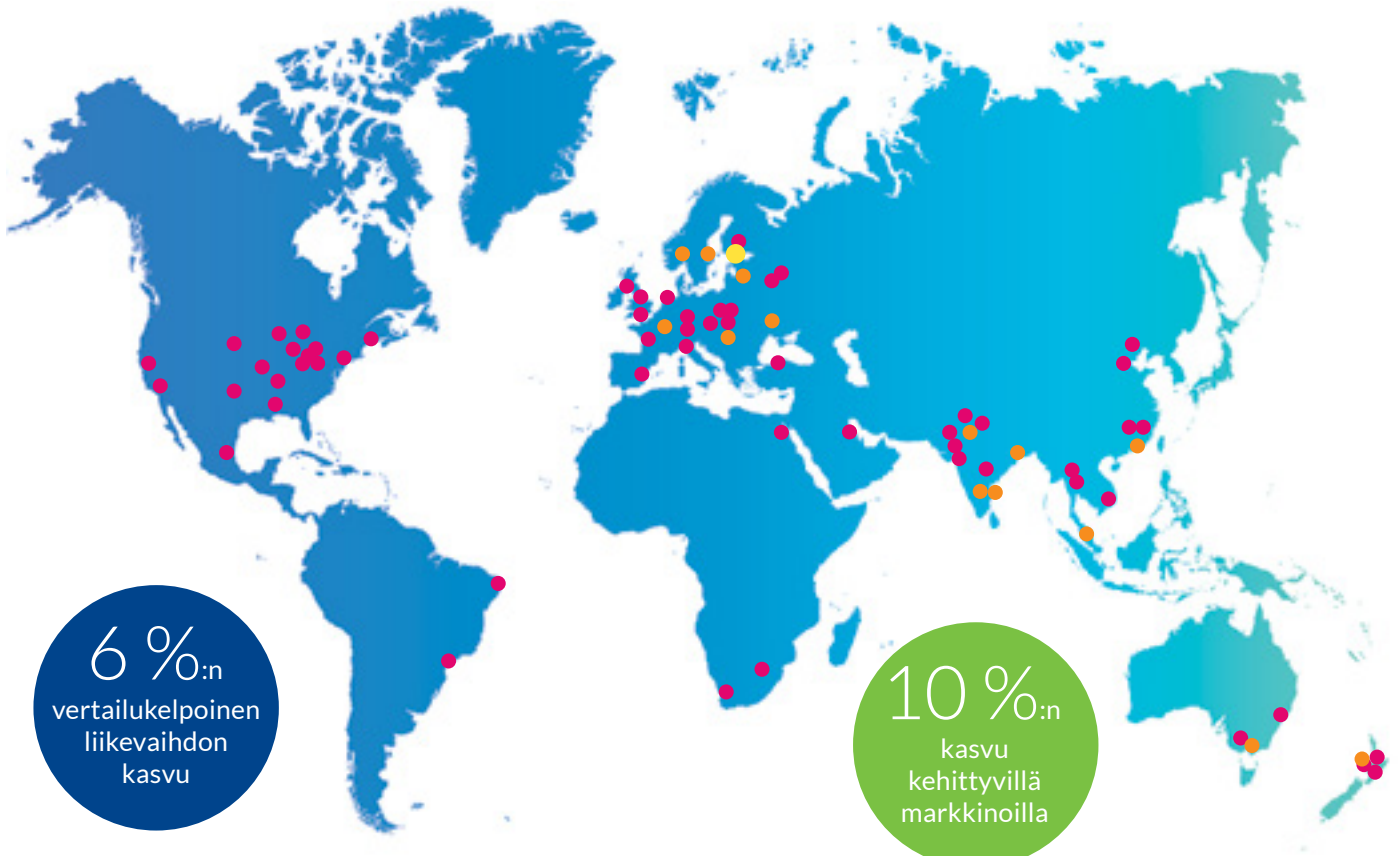 6 %:n
vertailukelpoinen
liikevaihdon
kasvu
10 %:n
kasvu
kehittyvillä
markkinoilla